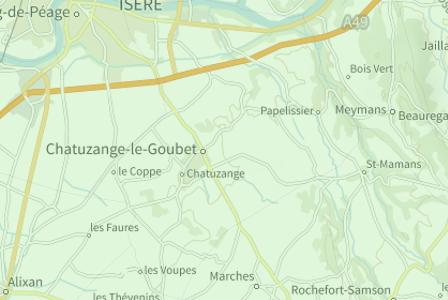 ISÈRE
g-de-Péage
A49
Jailla
Bois Vert
Papelissier
Meymans
Beaurega
Chatuzange-le-Goubet
St-Mamans
le Coppe
Chatuzange
les Faures
les Voupes
Alixan
Marches
Rochefort-Samson
les Thévenins